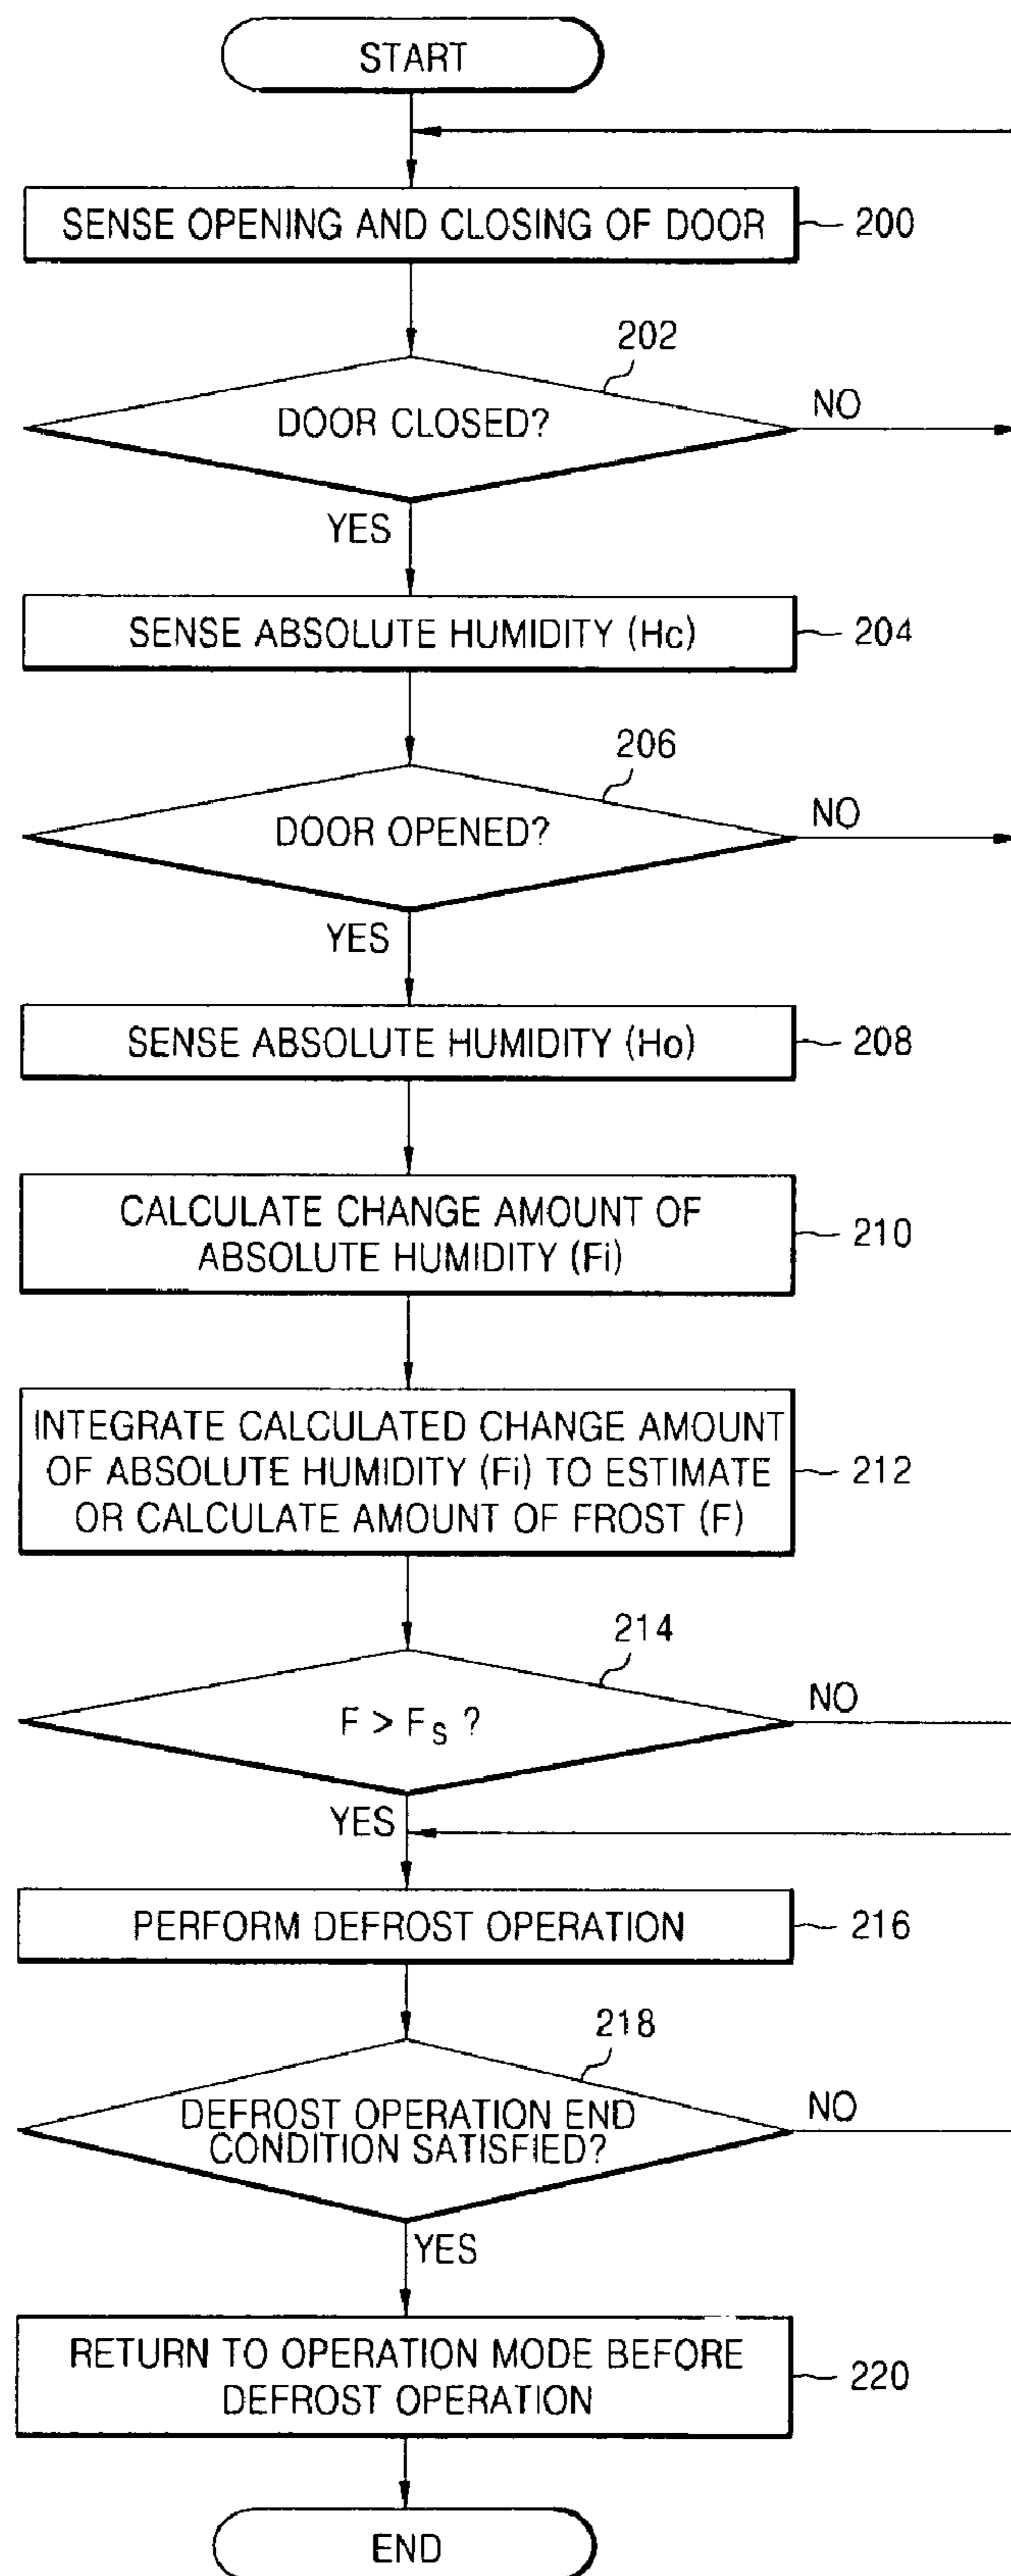 START
SENSE OPENING AND CLOSING OF DOOR
200
202
DOOR CLOSED?
NO
YES
SENSE ABSOLUTE HUMIDITY (Hc)
204
206
DOOR OPENED?
NO
YES
SENSE ABSOLUTE HUMIDITY (Ho)
208
CALCULATE CHANGE AMOUNT OF
ABSOLUTE HUMIDITY (Fi)
210
INTEGRATE CALCULATED CHANGE AMOUNT
OF ABSOLUTE HUMIDITY (Fi) TO ESTIMATE
OR CALCULATE AMOUNT OF FROST (F)
212
214
F > Fs ?
NO
YES
PERFORM DEFROST OPERATION
216
218
DEFROST OPERATION END
CONDITION SATISFIED?
NO
YES
RETURN TO OPERATION MODE BEFORE
DEFROST OPERATION
220
END